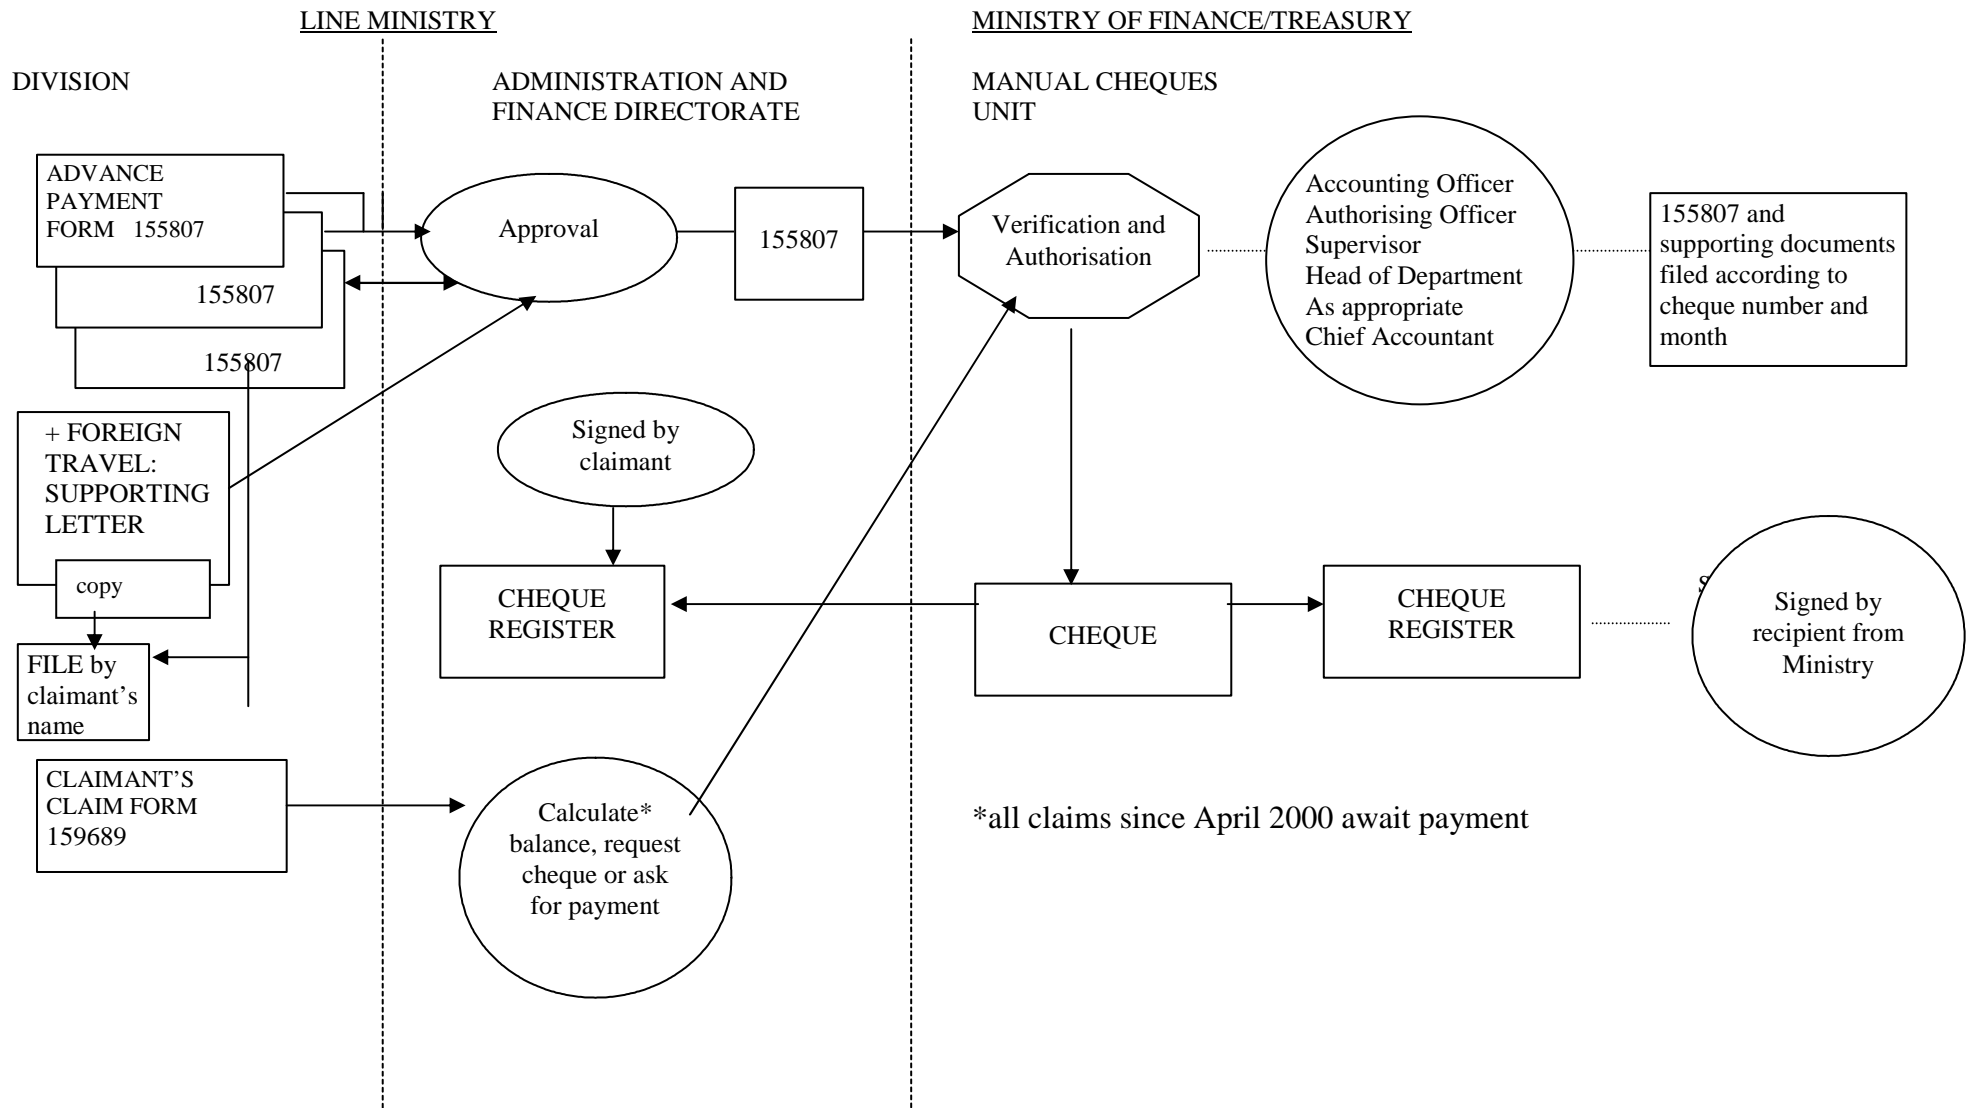 LINE MINISTRY
MINISTRY OF FINANCE/TREASURY
DIVISION
ADMINISTRATION AND
FINANCE DIRECTORATE
MANUAL CHEQUES
UNIT
ADVANCE
PAYMENT
FORM 155807
155807
155807
Approval
155807
Verification and
Authorisation
Accounting Officer
Authorising Officer
Supervisor
Head of Department
As appropriate
Chief Accountant
155807 and
supporting documents
filed according to
cheque number and
month
+ FOREIGN
TRAVEL:
SUPPORTING
LETTER
copy
FILE by
claimant’s
name
Signed by
claimant
CHEQUE
REGISTER
CHEQUE
CHEQUE
REGISTER
Signed by
recipient from
Ministry
CLAIMANT’S
CLAIM FORM
159689
Calculate*
balance, request
cheque or ask
for payment
*all claims since April 2000 await payment